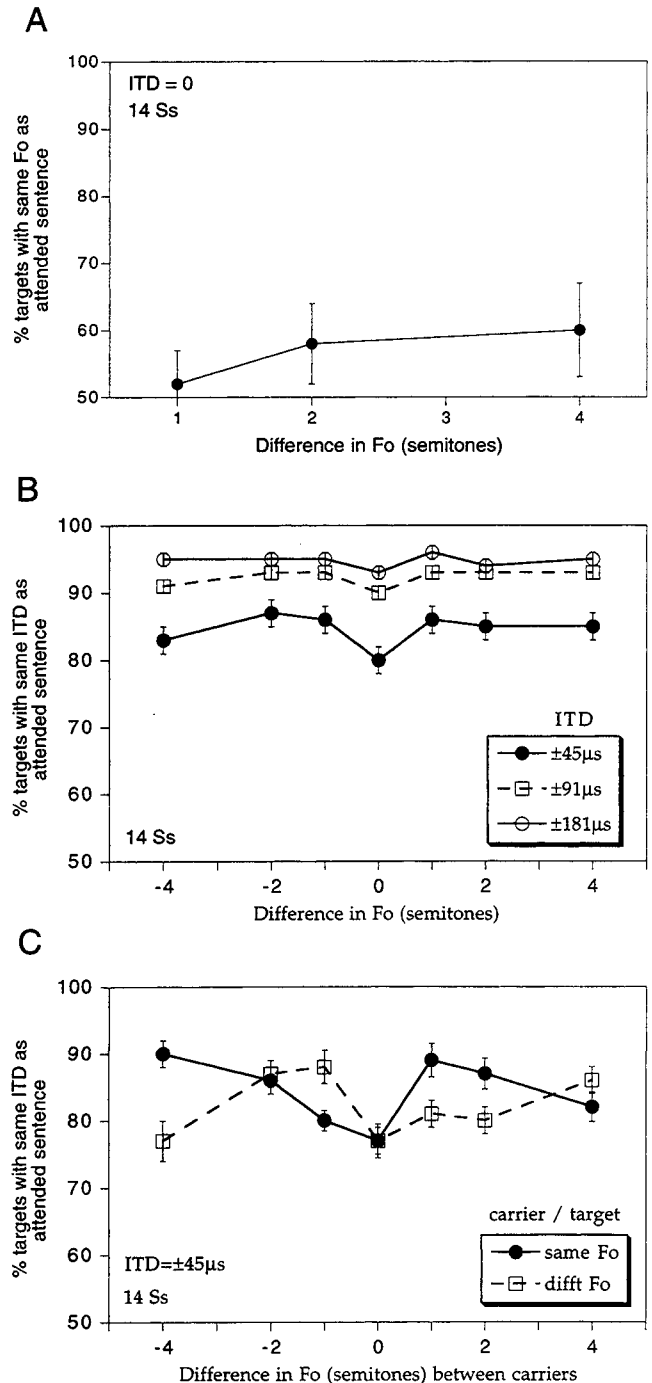 A
% targets with same Fo as
attended sentence
100
90
80
70
60
50
ITD = 0
14 Ss
1
2
3
4
Difference in Fo (semitones)
B
% targets with same ITD as
attended sentence
100
90
80
70
60
50
ITD
±45µs
±91µs
±181µs
14 Ss
-4
-2
0
2
4
Difference in Fo (semitones)
C
% targets with same ITD as
attended sentence
100
90
80
70
60
50
carrier / target
same Fo
difft Fo
ITD=±45µs
14 Ss
-4
-2
0
2
4
Difference in Fo (semitones) between carriers